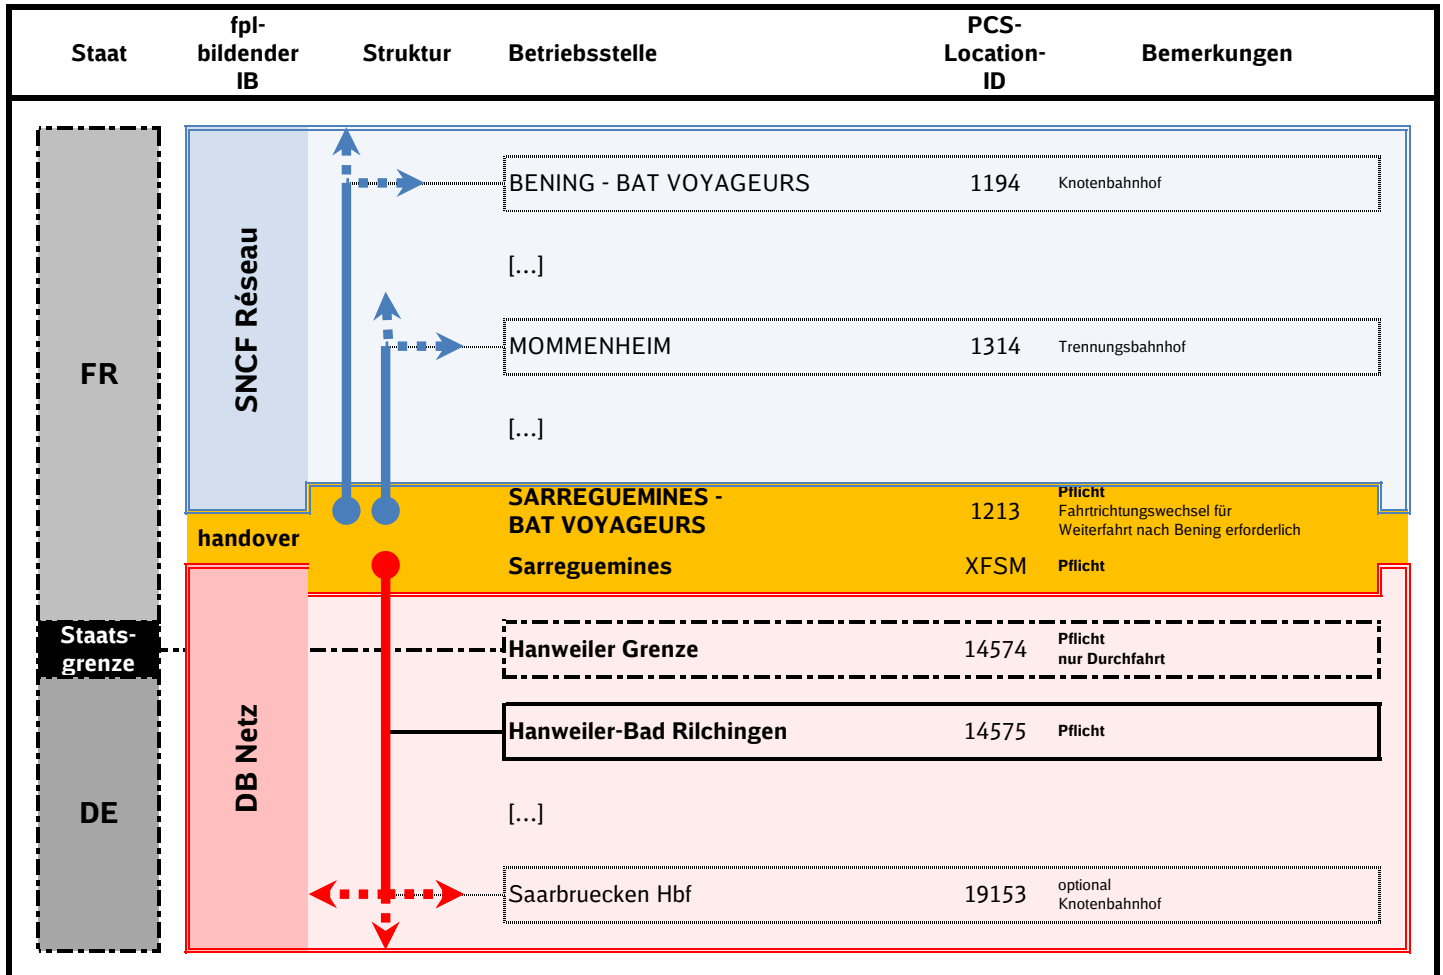 Staat
fpl-
bildender
IB
Struktur
Betriebsstelle
PCS-
Location-
ID
Bemerkungen
FR
SNCF Réseau
BENING - BAT VOYAGEURS 1194 Knotenbahnhof
[...]
MOMMENHEIM 1314 Trennungsbahnhof
[...]
handover
SARREGUEMINES -
BAT VOYAGEURS
1213
Pflicht
Fahrtrichtungswechsel für
Weiterfahrt nach Bening erforderlich
Sarreguemines XFSM Pflicht
Staats-
grenze
Hanweiler Grenze 14574
Pflicht
nur Durchfahrt
DE
DB Netz
Hanweiler-Bad Rilchingen 14575 Pflicht
[...]
Saarbruecken Hbf 19153
optional
Knotenbahnhof